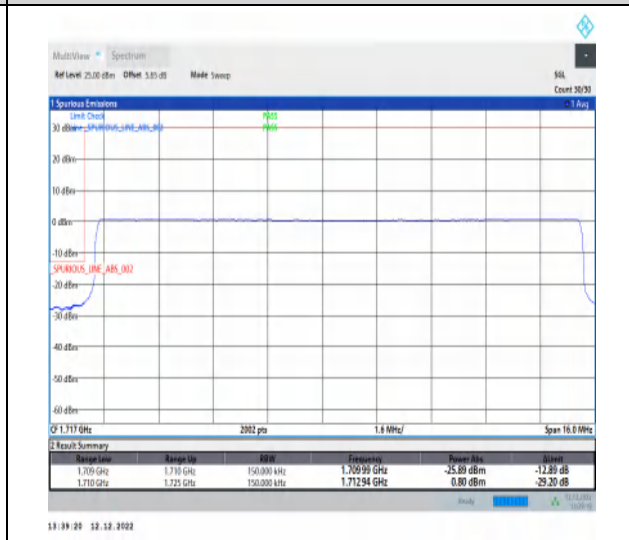 MultiView Spectrum
Ref Level 25.00 dBm Offset 5.85 dB Mode Sweep SGL
Count 30/30
1 Spurious Emissions 1 Avg
Limit Check PASS
30 dBm _SPURIOUS_LINE_ABS_002 PASS
20 dBm
10 dBm
0 dBm
-10 dBm
_SPURIOUS_LINE_ABS_002
-20 dBm
-30 dBm
-40 dBm
-50 dBm
-60 dBm
CF 1.717 GHz 2002 pts 1.6 MHz/ Span 16.0 MHz
2 Result Summary
Range Low Range Up RBW Frequency Power Abs ΔLimit
1.709 GHz 1.710 GHz 150.000 kHz 1.70999 GHz -25.89 dBm -12.89 dB
1.710 GHz 1.725 GHz 150.000 kHz 1.71294 GHz 0.80 dBm -29.20 dB
Ready
13:39:20 12.12.2022